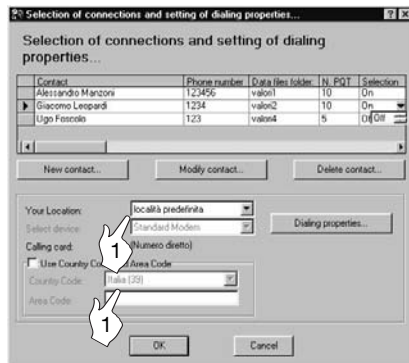 Selection of connections and setting of dialing properties...
Selection of connections and setting of dialing
properties...
Contact Phone number Data files folder: N. PQT Selection
Alessandro Manzoni 123456 valori1 10 On
Giacomo Leopardi 1234 valori2 10 On
Ugo Foscolo 123 valori4 5 Off
New contact... Modify contact... Delete contact...
Your Location: località predefinita
Select device: Standard Modem Dialing properties...
Calling card: (Numero diretto)
1
Use Country Area Code
Country Code: Italia (39)
Area Code:
1
OK Cancel